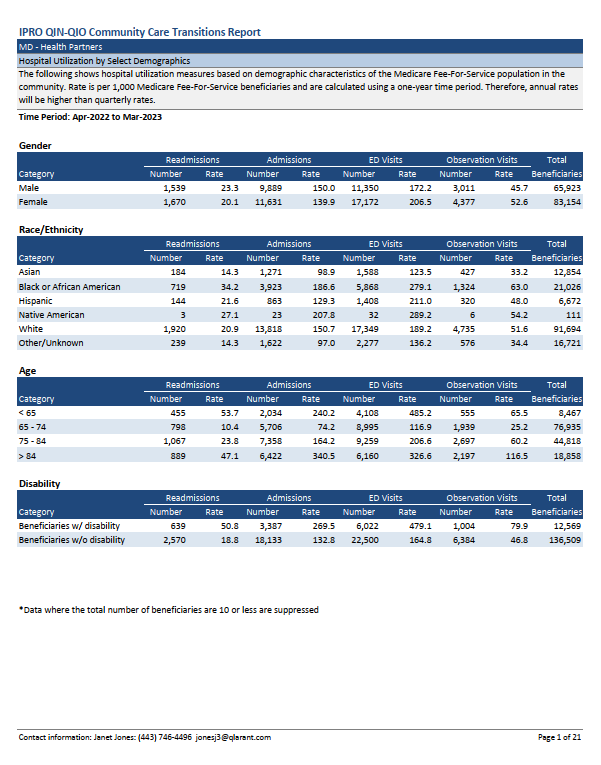 IPRO QIN-QIO Community Care Transitions Report
MD - Health Partners
Hospital Utilization by Select Demographics
The following shows hospital utilization measures based on demographic characteristics of the Medicare Fee-For-Service population in the
community. Rate is per 1,000 Medicare Fee-For-Service beneficiaries and are calculated using a one-year time period. Therefore, annual rates
will be higher than quarterly rates.
Time Period: Apr-2022 to Mar-2023
Gender
Readmissions Admissions ED Visits Observation Visits Total
Category Number Rate Number Rate Number Rate Number Rate Beneficiaries
Male 1,539 23.3 9,889 150.0 11,350 172.2 3,011 45.7 65,923
Female 1,670 20.1 11,631 139.9 17,172 206.5 4,377 52.6 83,154
Race/Ethnicity
Readmissions Admissions ED Visits Observation Visits Total
Category Number Rate Number Rate Number Rate Number Rate Beneficiaries
Asian 184 14.3 1,271 98.9 1,588 123.5 427 33.2 12,854
Black or African American 719 34.2 3,923 186.6 5,868 279.1 1,324 63.0 21,026
Hispanic 144 21.6 863 129.3 1,408 211.0 320 48.0 6,672
Native American 3 27.1 23 207.8 32 289.2 6 54.2 111
White 1,920 20.9 13,818 150.7 17,349 189.2 4,735 51.6 91,694
Other/Unknown 239 14.3 1,622 97.0 2,277 136.2 576 34.4 16,721
Age
Readmissions Admissions ED Visits Observation Visits Total
Category Number Rate Number Rate Number Rate Number Rate Beneficiaries
< 65 455 53.7 2,034 240.2 4,108 485.2 555 65.5 8,467
65 - 74 798 10.4 5,706 74.2 8,995 116.9 1,939 25.2 76,935
75 - 84 1,067 23.8 7,358 164.2 9,259 206.6 2,697 60.2 44,818
> 84 889 47.1 6,422 340.5 6,160 326.6 2,197 116.5 18,858
Disability
Readmissions Admissions ED Visits Observation Visits Total
Category Number Rate Number Rate Number Rate Number Rate Beneficiaries
Beneficiaries w/ disability 639 50.8 3,387 269.5 6,022 479.1 1,004 79.9 12,569
Beneficiaries w/o disability 2,570 18.8 18,133 132.8 22,500 164.8 6,384 46.8 136,509
*Data where the total number of beneficiaries are 10 or less are suppressed
Contact information: Janet Jones: (443) 746-4496 jonesj3@qlarant.com Page 1 of 21